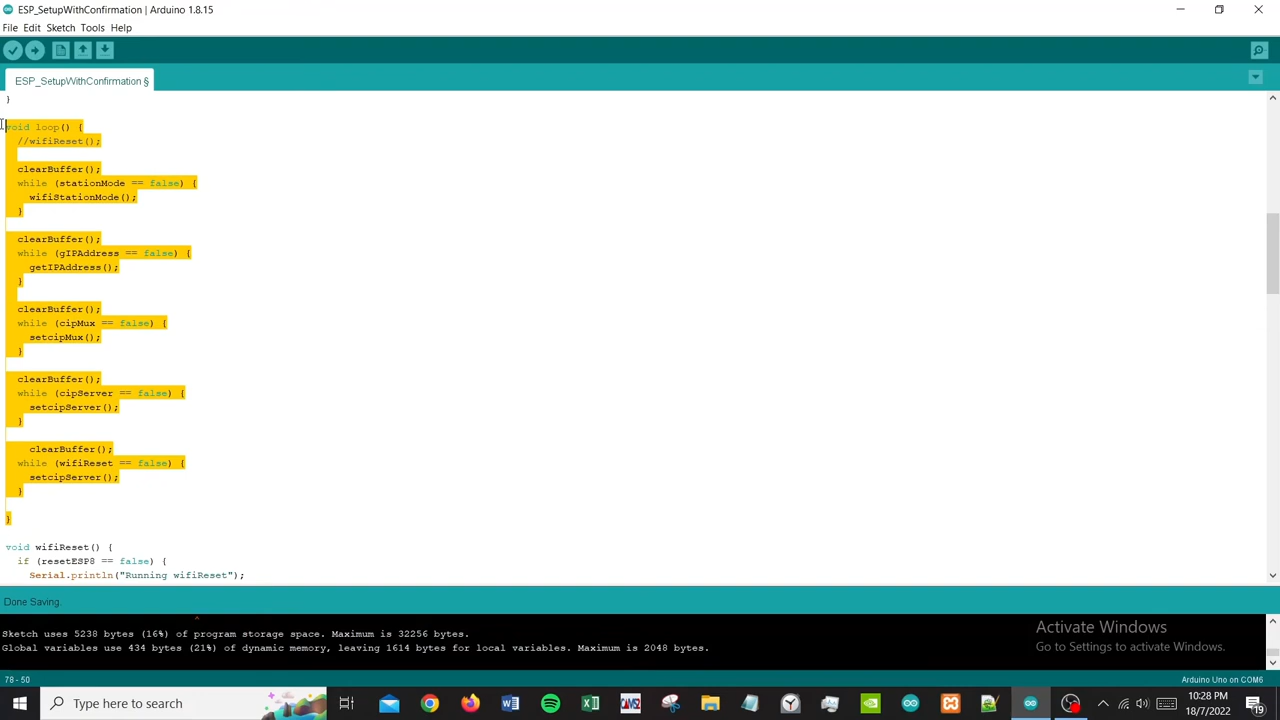 ESP_SetupWithConfirmation | Arduino 1.8.15
File Edit Sketch Tools Help
ESP_SetupWithConfirmation §
}
void loop() {
//wifiReset();
clearBuffer();
while (stationMode == false) {
wifiStationMode();
}
clearBuffer();
while (gIPAddress == false) {
getIPAddress();
}
clearBuffer();
while (cipMux == false) {
setcipMux();
}
clearBuffer();
while (cipServer == false) {
setcipServer();
}
clearBuffer();
while (wifiReset == false) {
setcipServer();
}
}
void wifiReset() {
if (resetESP8 == false) {
Serial.println("Running wifiReset");
Done Saving.
^
Sketch uses 5238 bytes (16%) of program storage space. Maximum is 32256 bytes.
Global variables use 434 bytes (21%) of dynamic memory, leaving 1614 bytes for local variables. Maximum is 2048 bytes.
Activate Windows
Go to Settings to activate Windows.
78 - 50
Arduino Uno on COM6
Type here to search
10:28 PM
18/7/2022
19